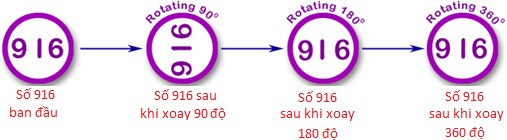 Rotating 90°
Rotating 180°
Rotating 360°
916
916
916
916
Số 916
ban đầu
Số 916 sau
khi xoay 90 độ
Số 916
sau khi xoay
180 độ
Số 916
sau khi xoay
360 độ